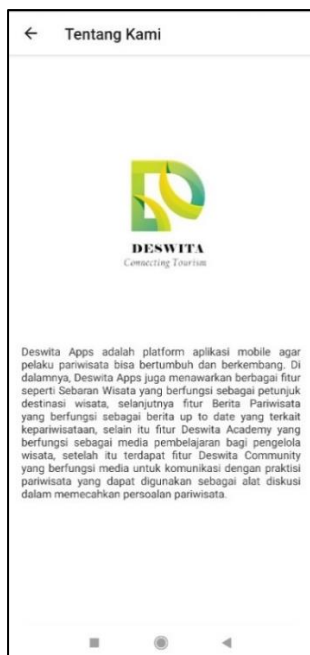 Tentang Kami
DESWITA
Connecting Tourism
Deswita Apps adalah platform aplikasi mobile agar
pelaku pariwisata bisa bertumbuh dan berkembang. Di
dalamnya, Deswita Apps juga menawarkan berbagai fitur
seperti Sebaran Wisata yang berfungsi sebagai petunjuk
destinasi wisata, selanjutnya fitur Berita Pariwisata
yang berfungsi sebagai berita up to date yang terkait
kepariwisataan, selain itu fitur Deswita Academy yang
berfungsi sebagai media pembelajaran bagi pengelola
wisata, setelah itu terdapat fitur Deswita Community
yang berfungsi media untuk komunikasi dengan praktisi
pariwisata yang dapat digunakan sebagai alat diskusi
dalam memecahkan persoalan pariwisata.